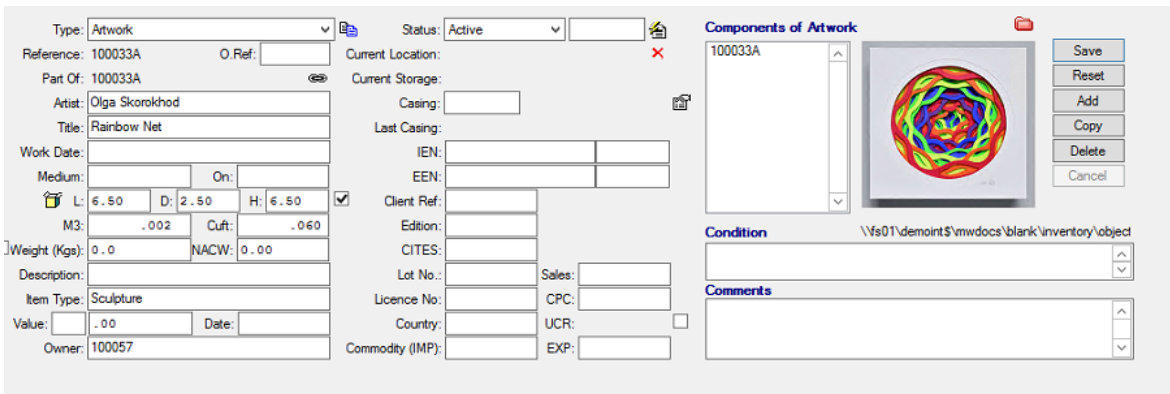 Type: Artwork
Reference: 100033A O.Ref:
Part Of: 100033A
Artist: Olga Skorokhod
Title: Rainbow Net
Work Date:
Medium: On:
L: 6.50 D: 2.50 H: 6.50
M3: .002 Cuft: .060
Weight (Kgs): 0.0 NACW: 0.00
Description:
Item Type: Sculpture
Value: .00 Date:
Owner: 100057
Status: Active
Current Location:
Current Storage:
Casing:
Last Casing:
IEN:
EEN:
Client Ref:
Edition:
CITES:
Lot No.: Sales:
Licence No: CPC:
Country: UCR:
Commodity (IMP): EXP:
Components of Artwork
100033A
Save
Reset
Add
Copy
Delete
Cancel
Condition \\fs01\demoint$\mwdocs\blank\inventory\object
Comments